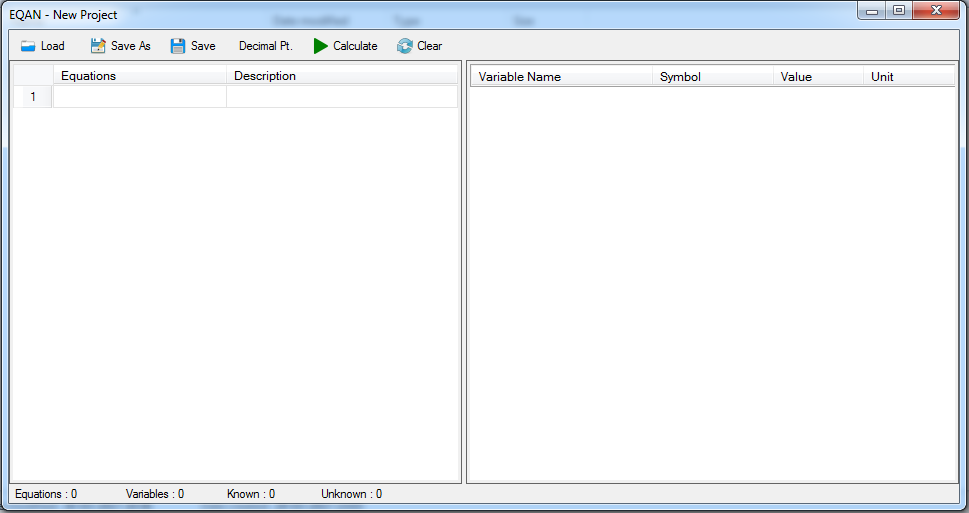 EQAN - New Project
Load Save As Save Decimal Pt. Calculate Clear
Equations Description Variable Name Symbol Value Unit
1
Equations : 0 Variables : 0 Known : 0 Unknown : 0